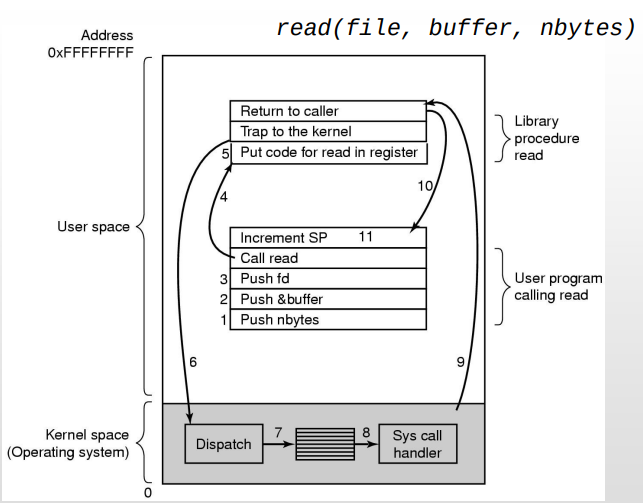 read(file, buffer, nbytes)
Address
0xFFFFFFFF
Return to caller
Trap to the kernel
5 Put code for read in register
Library
procedure
read
4
10
User space
Increment SP 11
Call read
3 Push fd
2 Push &buffer
1 Push nbytes
User program
calling read
6
9
Kernel space
(Operating system)
Dispatch
7
8
Sys call
handler
0